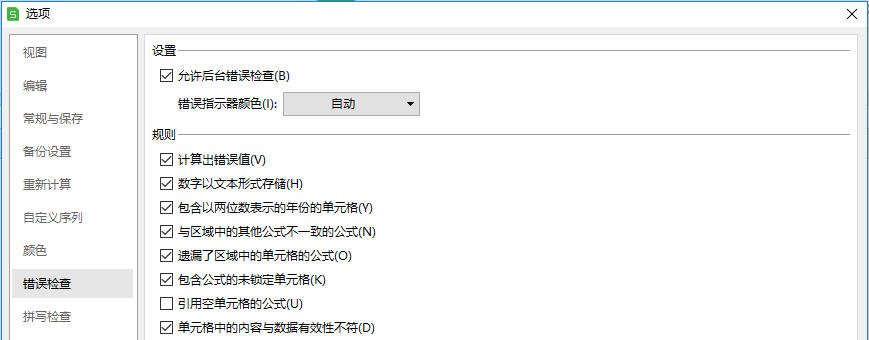 选项
视图
编辑
常规与保存
备份设置
重新计算
自定义序列
颜色
错误检查
拼写检查
设置
允许后台错误检查(B)
错误指示器颜色(I): 自动
规则
计算出错误值(V)
数字以文本形式存储(H)
包含以两位数表示的年份的单元格(Y)
与区域中的其他公式不一致的公式(N)
遗漏了区域中的单元格的公式(O)
包含公式的未锁定单元格(K)
引用空单元格的公式(U)
单元格中的内容与数据有效性不符(D)